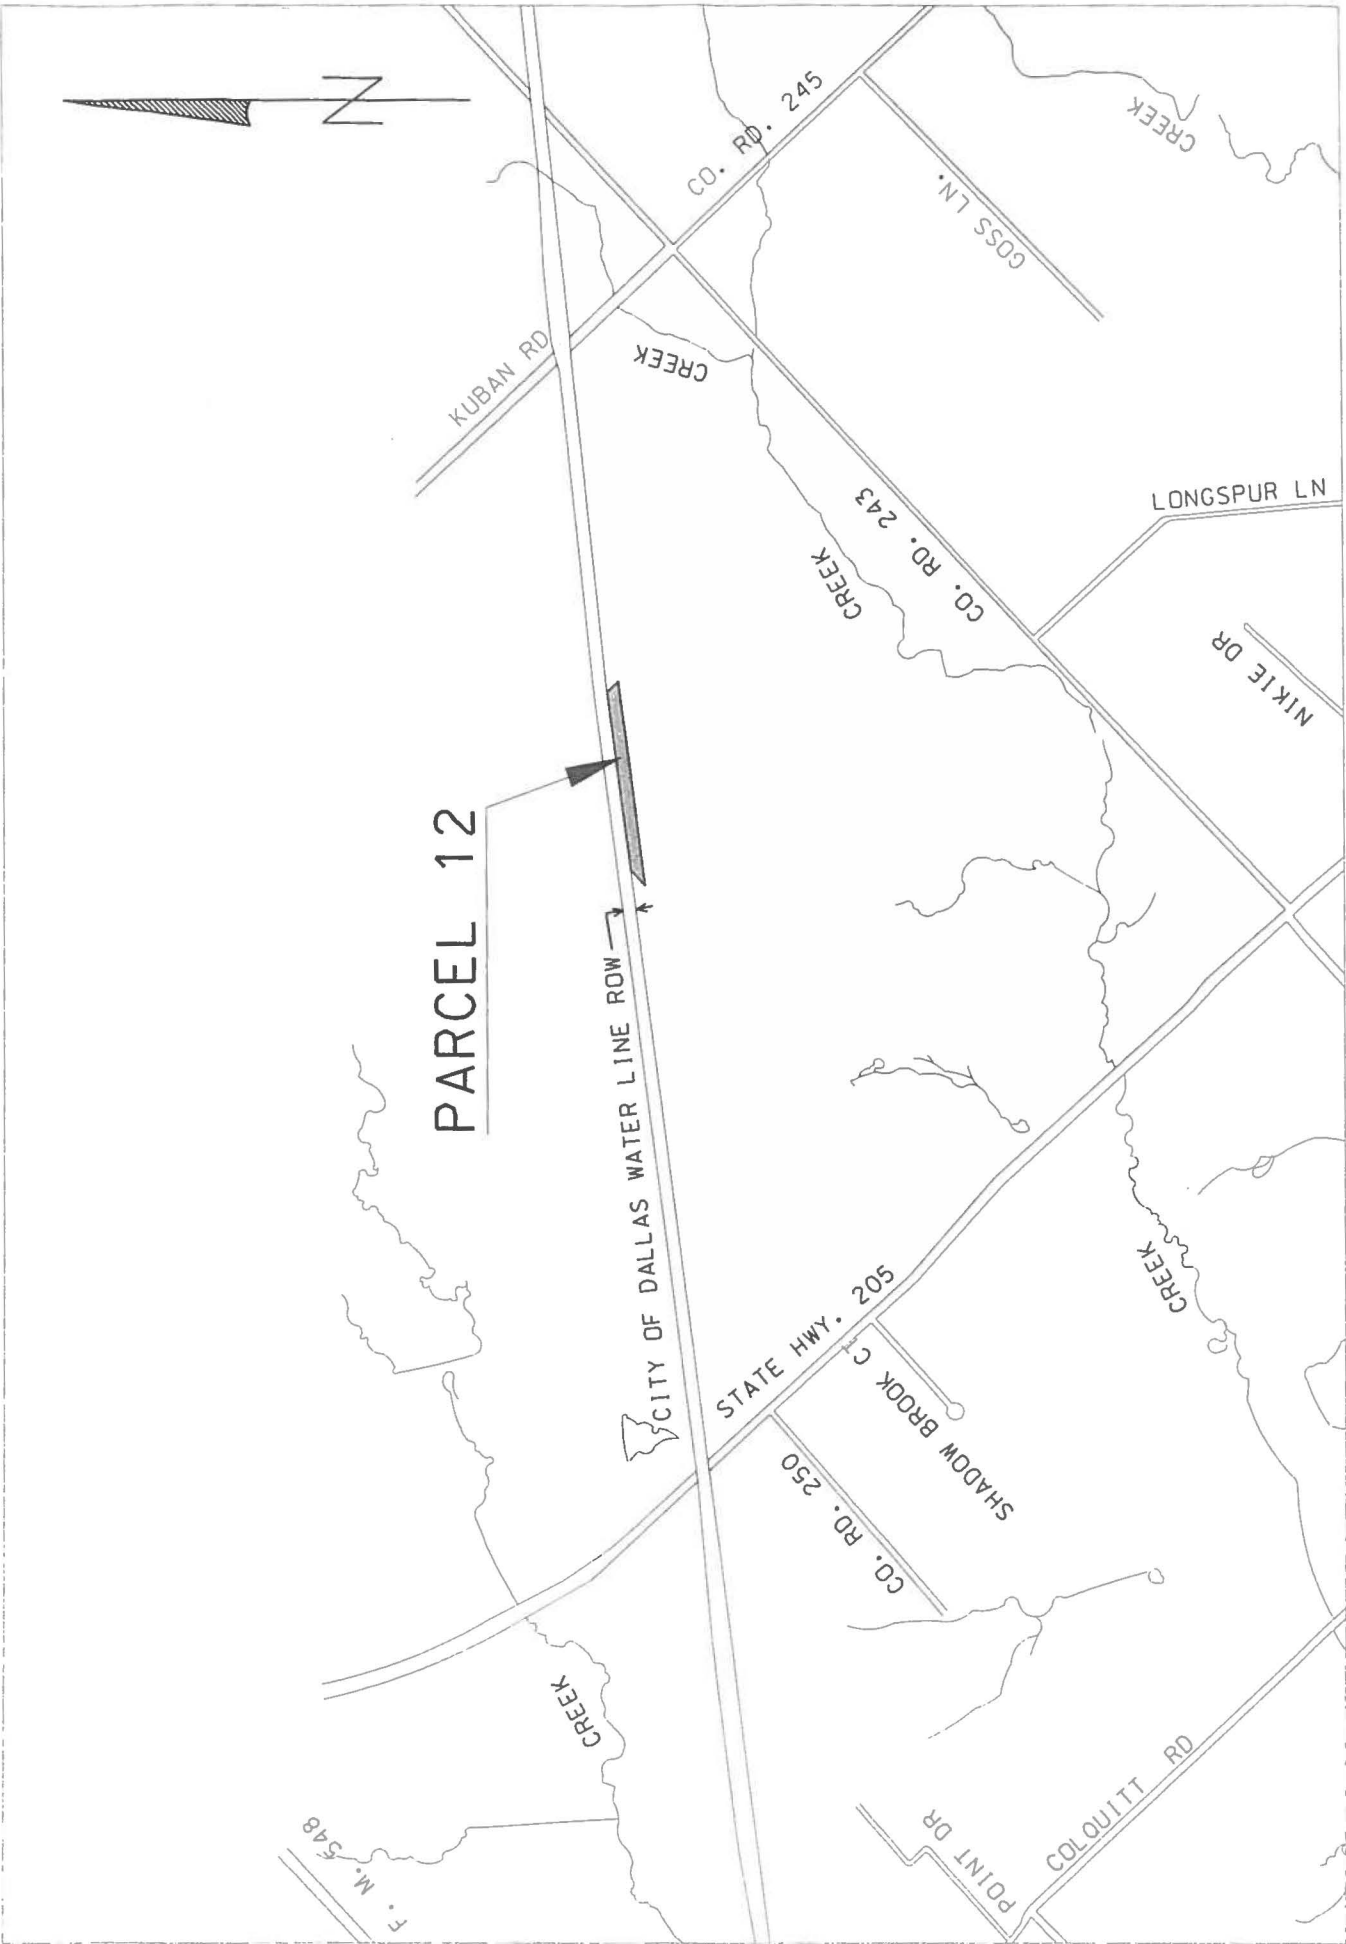 N
CO. RD. 245
CREEK
GOSS LN.
KUBAN RD
CREEK
CO. RD. 243
LONGSPUR LN
CREEK
NIKIE DR
PARCEL 12
CITY OF DALLAS WATER LINE ROW
STATE HWY. 205
CREEK
SHADOW BROOK CT
CO. RD. 250
CREEK
F. M. 548
POINT DR
COLQUITT RD